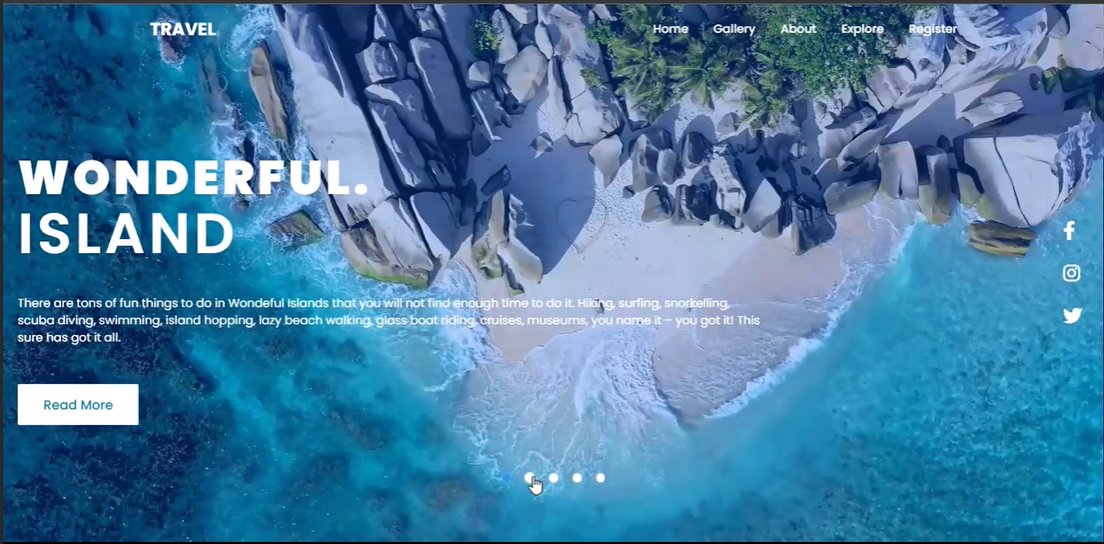 TRAVEL
Home Gallery About Explore Register
WONDERFUL.
ISLAND
There are tons of fun things to do in Wondeful Islands that you will not find enough time to do it. Hiking, surfing, snorkelling,
scuba diving, swimming, island hopping, lazy beach walking, glass boat riding, cruises, museums, you name it – you got it! This
sure has got it all.
Read More